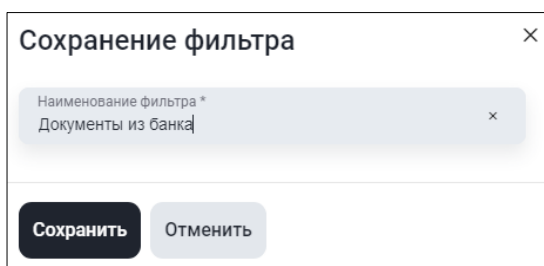 Сохранение фильтра
Наименование фильтра *
Документы из банка
Сохранить
Отменить